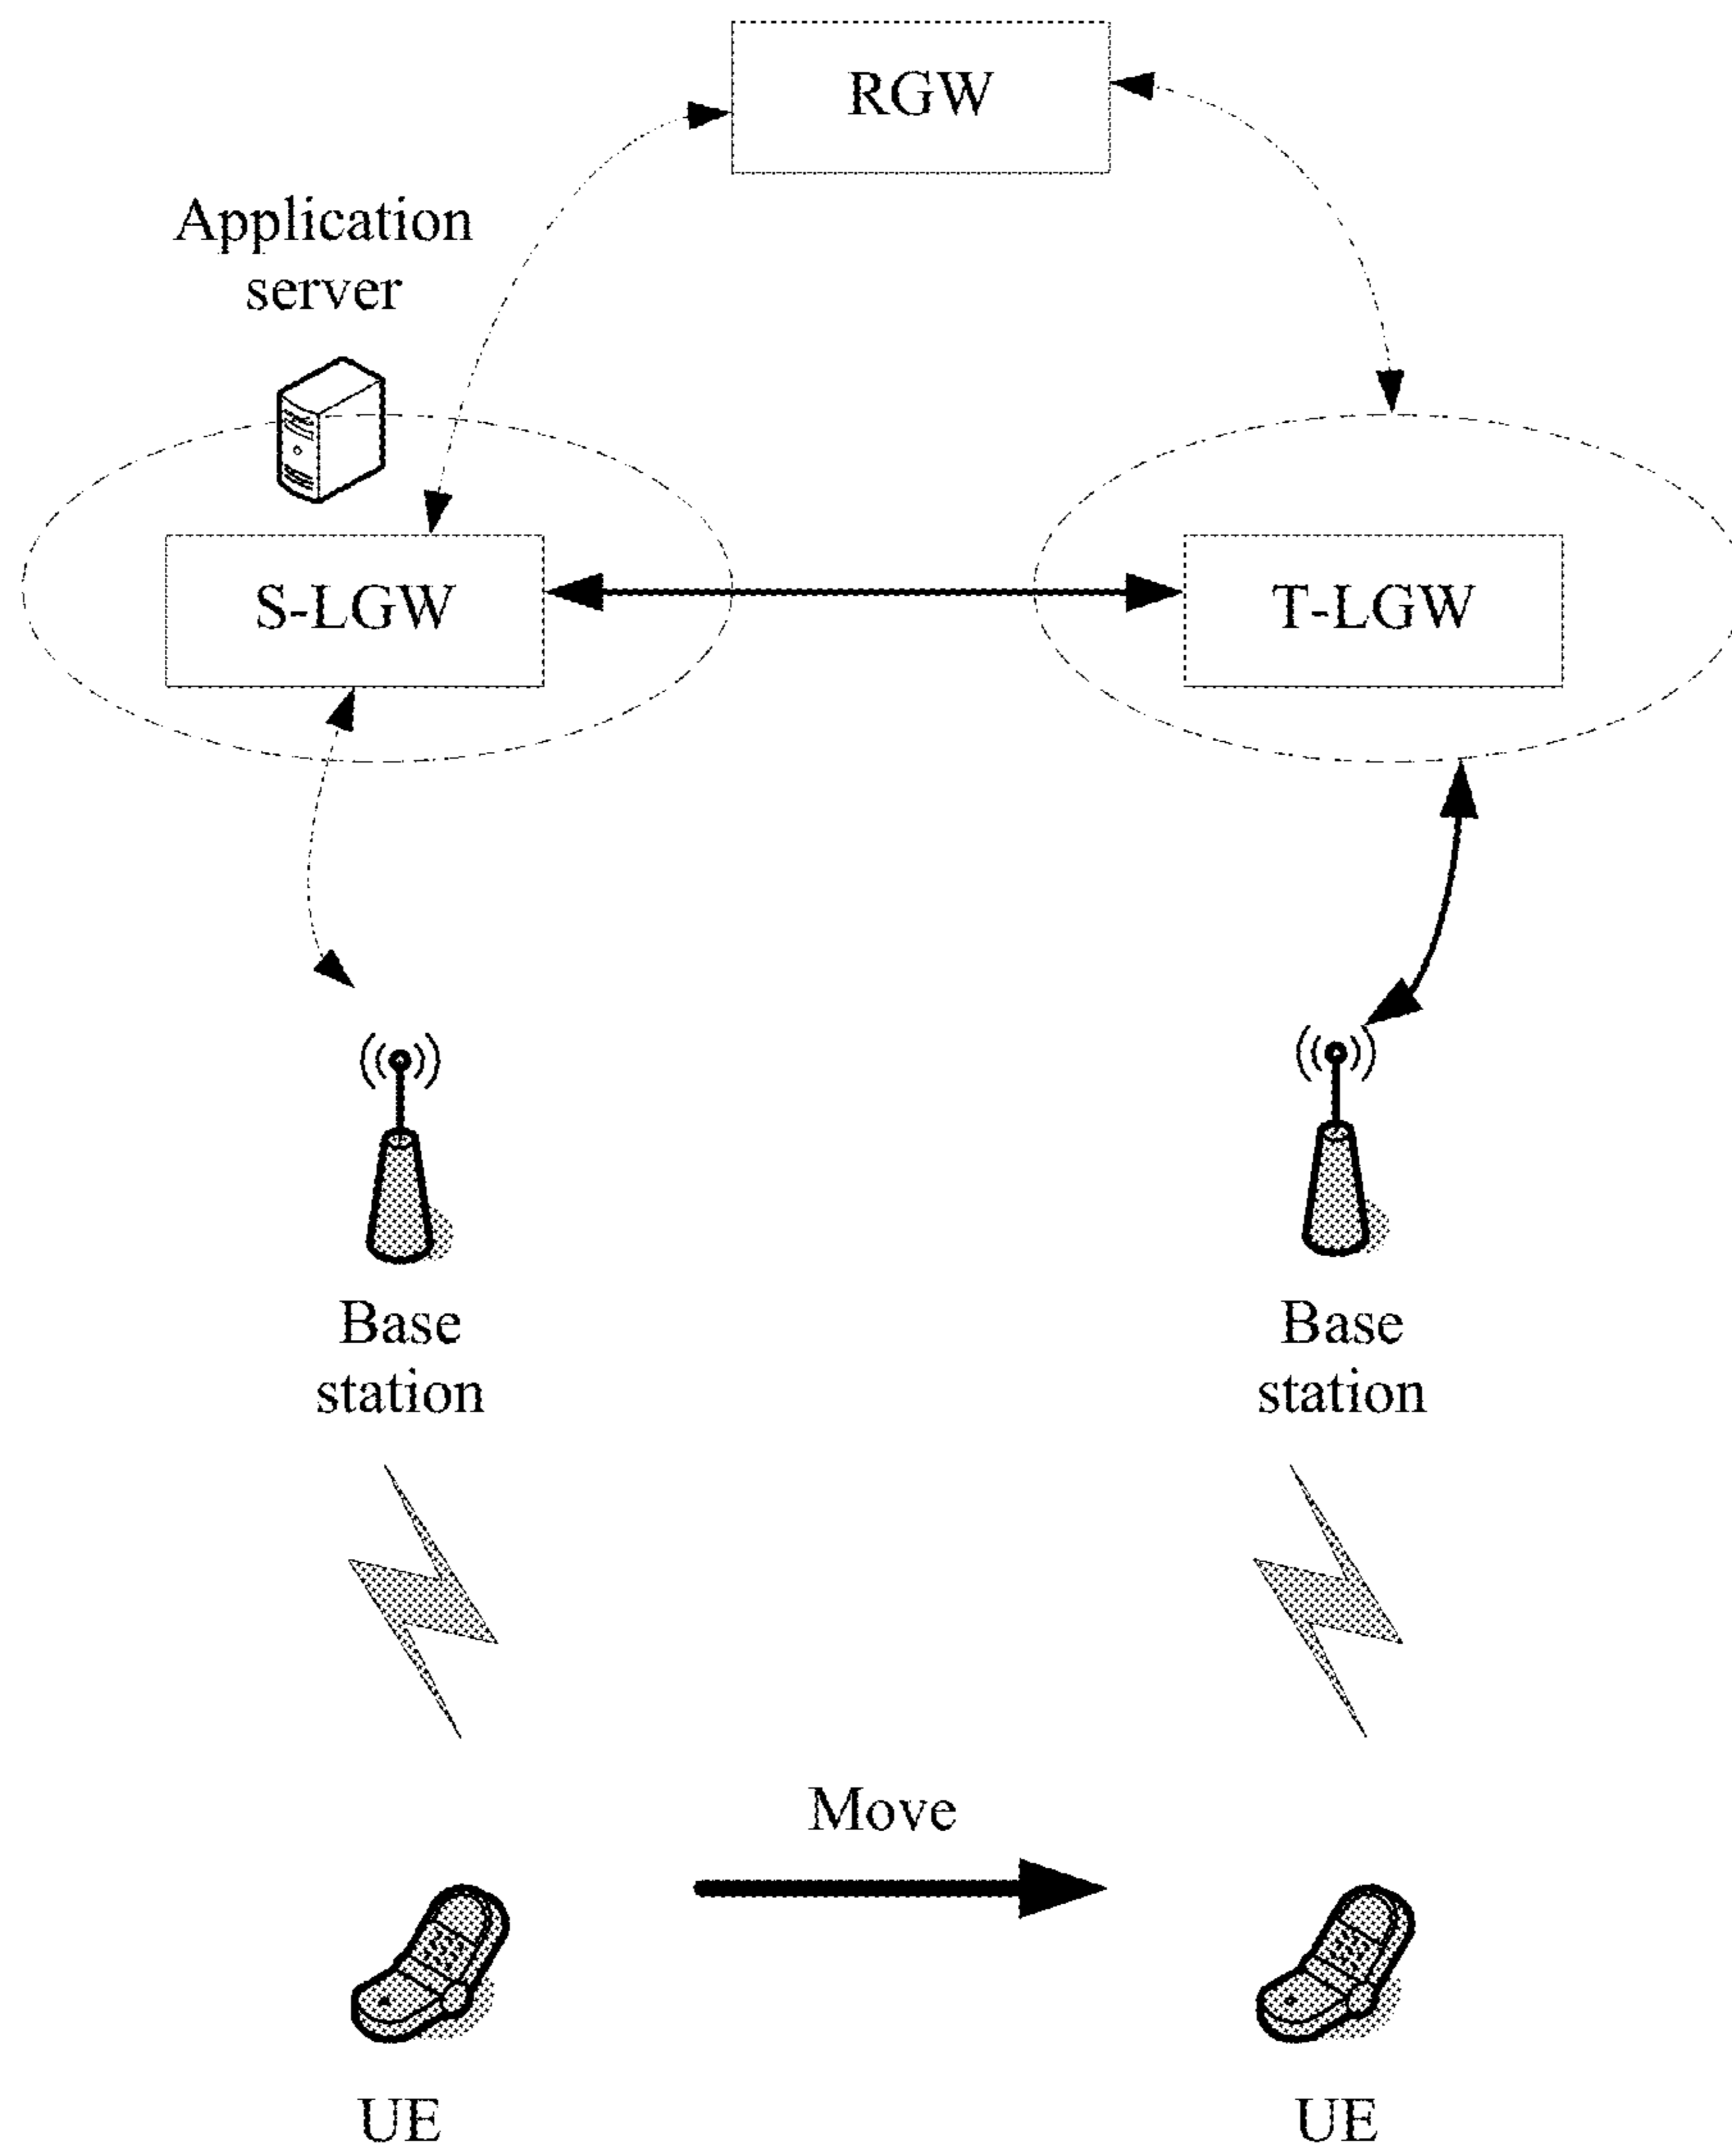 RGW
Application
server
S-LGW
T-LGW
Base
station
Base
station
Move
UE
UE